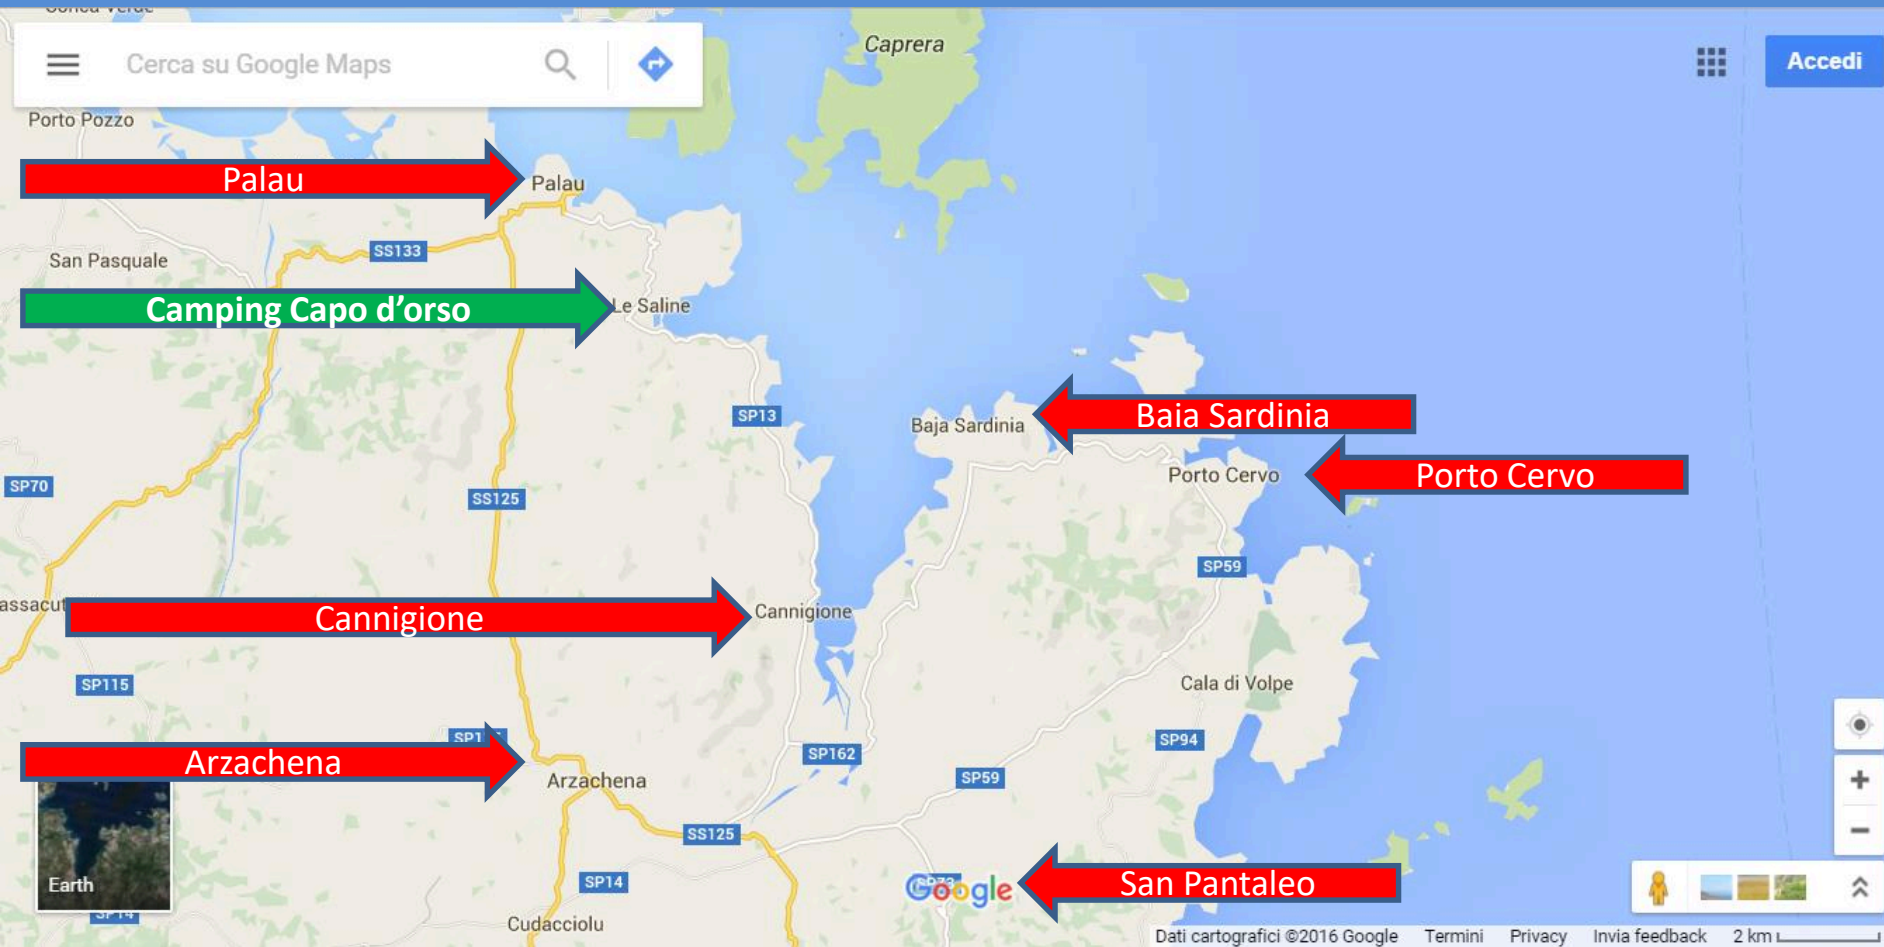 Caprera
Cerca su Google Maps
Accedi
Porto Pozzo
Palau
Palau
SS133
San Pasquale
Camping Capo d'orso
Le Saline
SP13
Baja Sardinia
Baia Sardinia
Porto Cervo
Porto Cervo
SP70
SS125
SP59
Cannigione
Cannigione
SP115
Cala di Volpe
SP94
Arzachena
SP162
Arzachena
SP59
SS125
Earth
SP14
Google
San Pantaleo
SP14
Cudacciolu
Dati cartografici ©2016 Google Termini Privacy Invia feedback 2 km